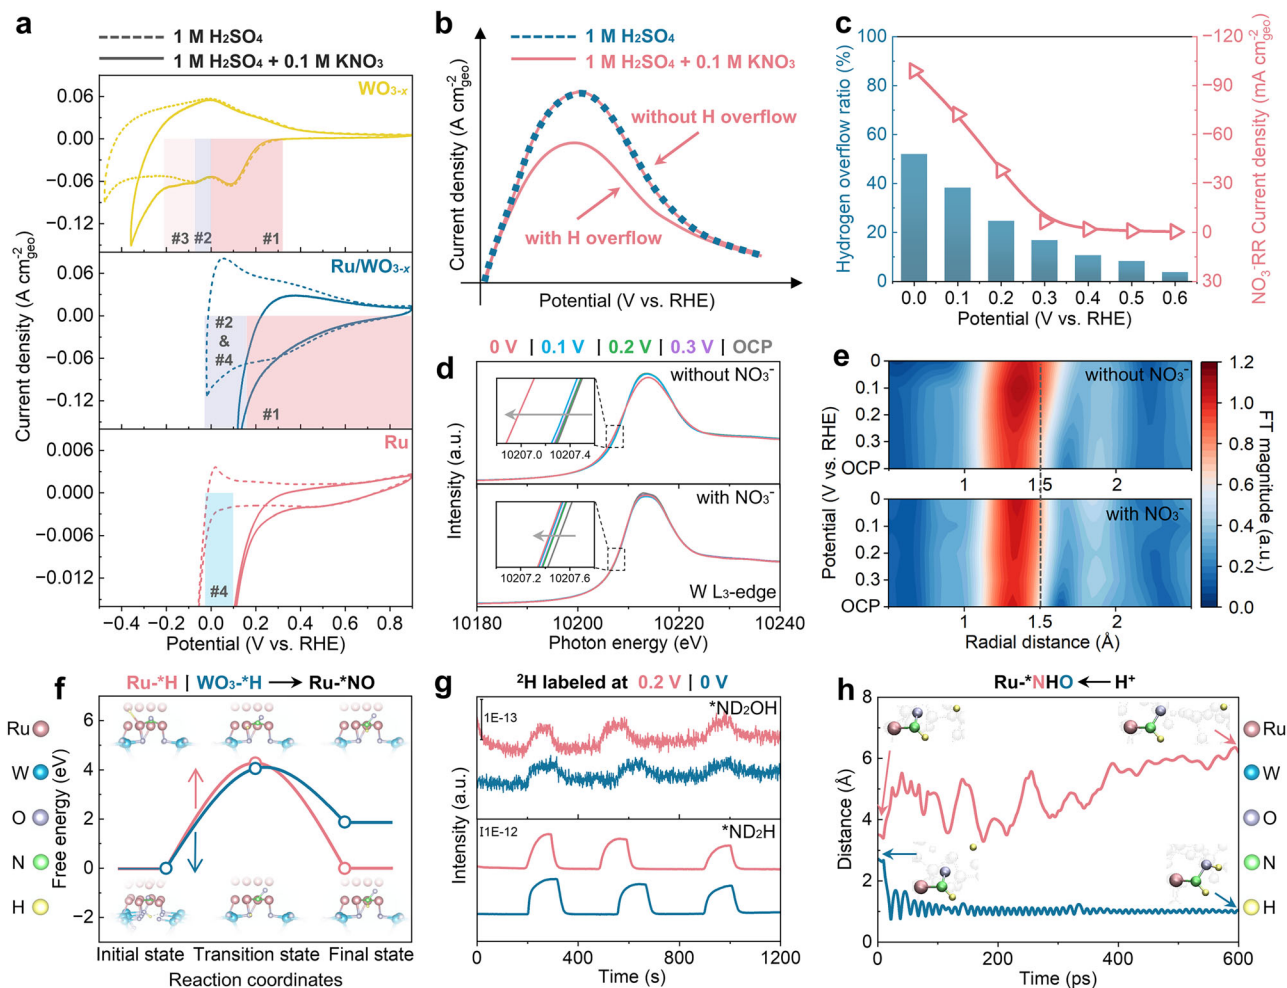 a
1 M H₂SO₄
1 M H₂SO₄ + 0.1 M KNO₃
Current density (A cm⁻²geo)
WO₃₋ₓ
0.06
0.00
−0.06
−0.12
#3 #2 #1
Ru/WO₃₋ₓ
0.06
0.00
−0.06
−0.12
#2
&
#4
#1
Ru
0.000
−0.006
−0.012
#4
−0.4 −0.2 0.0 0.2 0.4 0.6 0.8
Potential (V vs. RHE)
b
1 M H₂SO₄
1 M H₂SO₄ + 0.1 M KNO₃
Current density (A cm⁻²geo)
without H overflow
with H overflow
Potential (V vs. RHE)
c
Hydrogen overflow ratio (%)
100
80
60
40
20
0
NO₃⁻RR Current density (mA cm⁻²geo)
−120
−90
−60
−30
0
30
0.0 0.1 0.2 0.3 0.4 0.5 0.6
Potential (V vs. RHE)
d
0 V | 0.1 V | 0.2 V | 0.3 V | OCP
Intensity (a.u.)
without NO₃⁻
10207.0 10207.4
with NO₃⁻
10207.2 10207.6
W L₃-edge
10180 10200 10220 10240
Photon energy (eV)
e
Potential (V vs. RHE)
0
0.1
0.2
0.3
OCP
without NO₃⁻
1 1.5 2
0
0.1
0.2
0.3
OCP
with NO₃⁻
1 1.5 2
Radial distance (Å)
1.2
1.0
0.8
0.6
0.4
0.2
0.0
FT magnitude (a.u.)
f
Ru-*H | WO₃-*H ⟶ Ru-*NO
Ru
W
O
N
H
Free energy (eV)
6
4
2
0
−2
Initial state Transition state Final state
Reaction coordinates
g
²H labeled at 0.2 V | 0 V
Intensity (a.u.)
1E-13
*ND₂OH
1E-12
*ND₂H
0 400 800 1200
Time (s)
h
Ru-*NHO ⟵ H⁺
Distance (Å)
8
6
4
2
0
0 200 400 600
Time (ps)
Ru
W
O
N
H